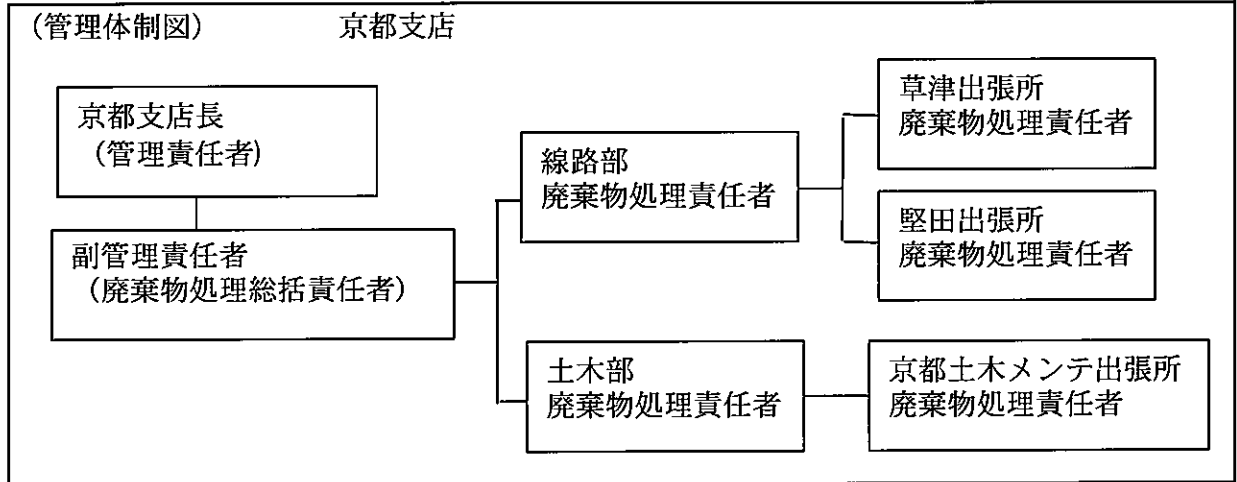 （管理体制図） 京都支店
京都支店長
（管理責任者）
副管理責任者
（廃棄物処理総括責任者）
線路部
廃棄物処理責任者
草津出張所
廃棄物処理責任者
堅田出張所
廃棄物処理責任者
土木部
廃棄物処理責任者
京都土木メンテ出張所
廃棄物処理責任者